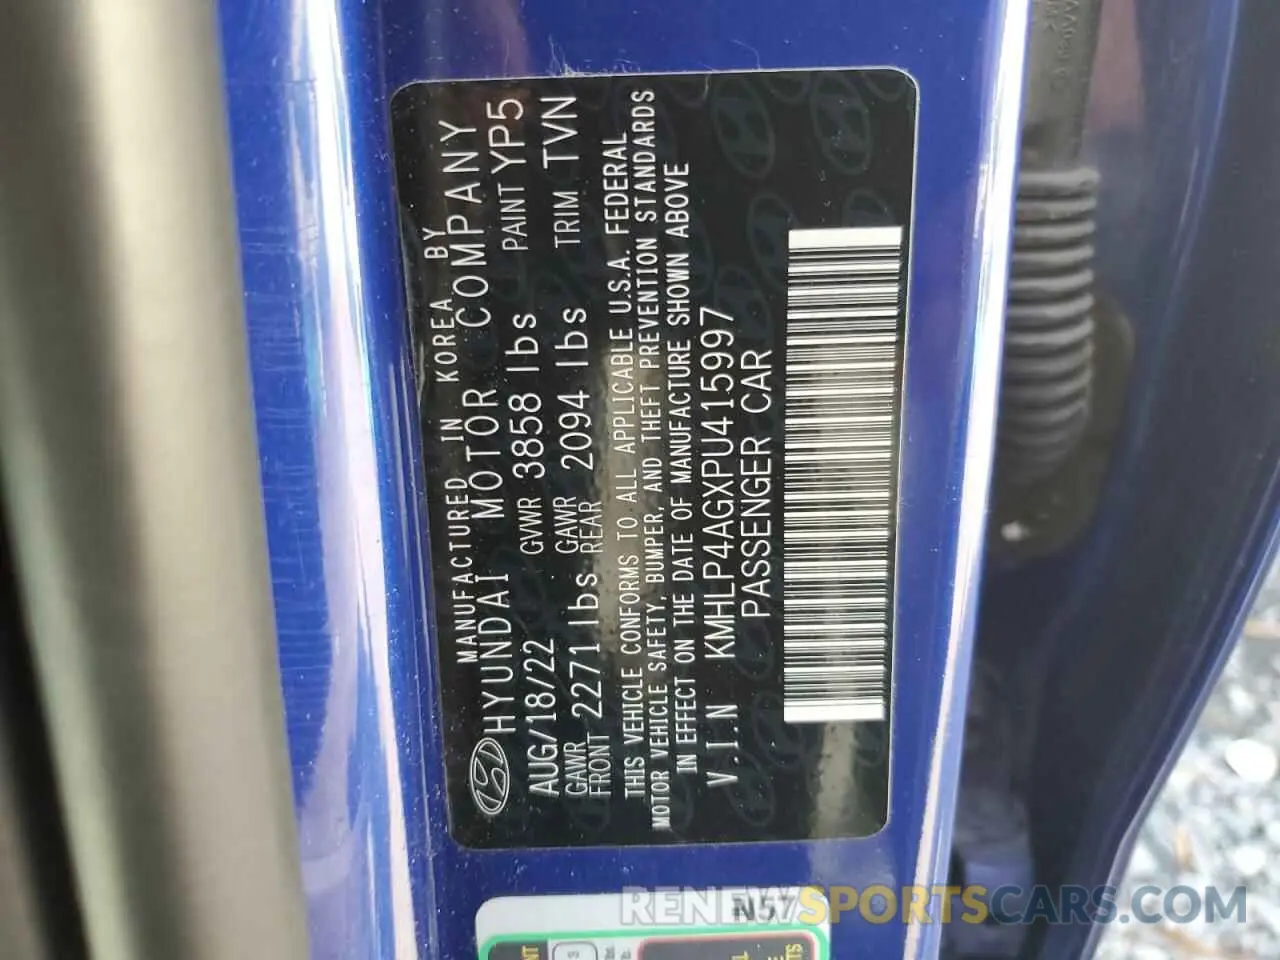 MANUFACTURED IN KOREA BY
HYUNDAI MOTOR COMPANY
AUG/18/22 GVWR 3858 lbs PAINT YP5
GAWR FRONT 2271 lbs GAWR REAR 2094 lbs TRIM TVN
THIS VEHICLE CONFORMS TO ALL APPLICABLE U.S.A. FEDERAL
MOTOR VEHICLE SAFETY, BUMPER, AND THEFT PREVENTION STANDARDS
IN EFFECT ON THE DATE OF MANUFACTURE SHOWN ABOVE
V.I.N KMHLP4AGXPU415997
PASSENGER CAR
N57
RENEWSPORTSCARS.COM